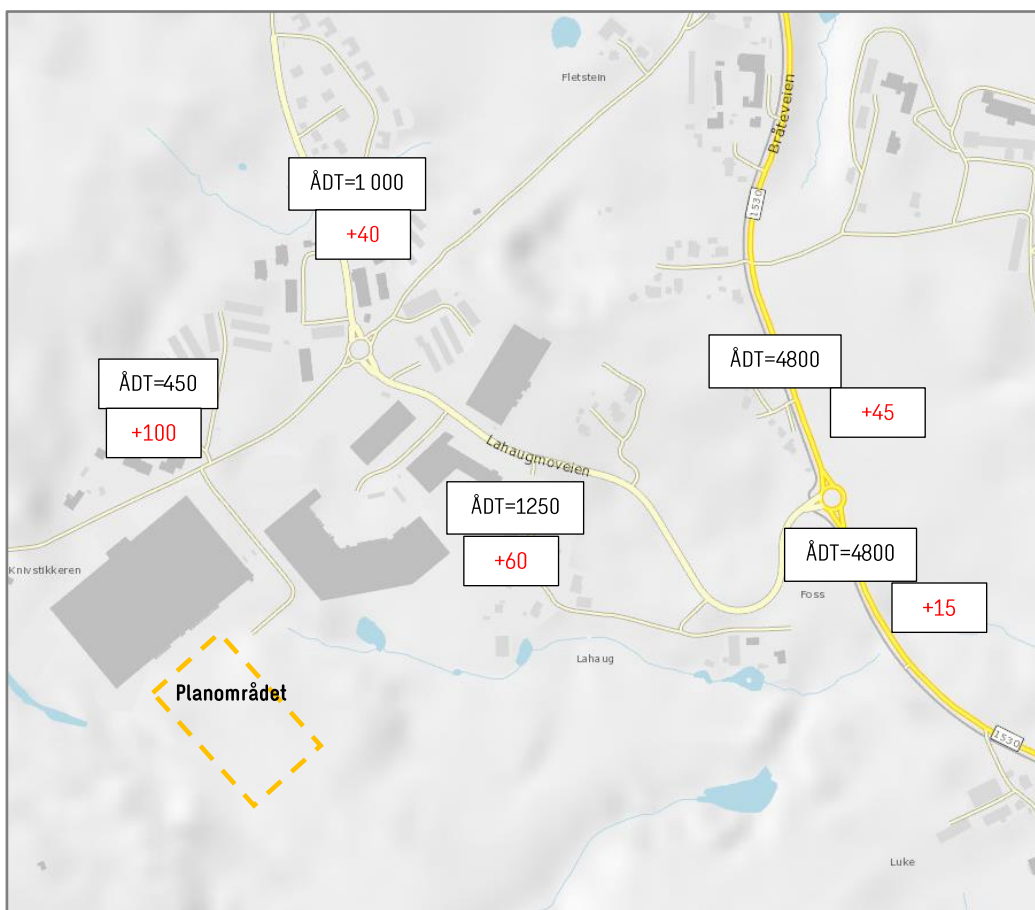 Fletstein
Bråteveien
1530
ÅDT=1 000
+40
ÅDT=4800
+45
ÅDT=450
+100
Lahaugmoveien
ÅDT=1250
+60
ÅDT=4800
+15
Knivstikkeren
Foss
Lahaug
Planområdet
1530
Luke